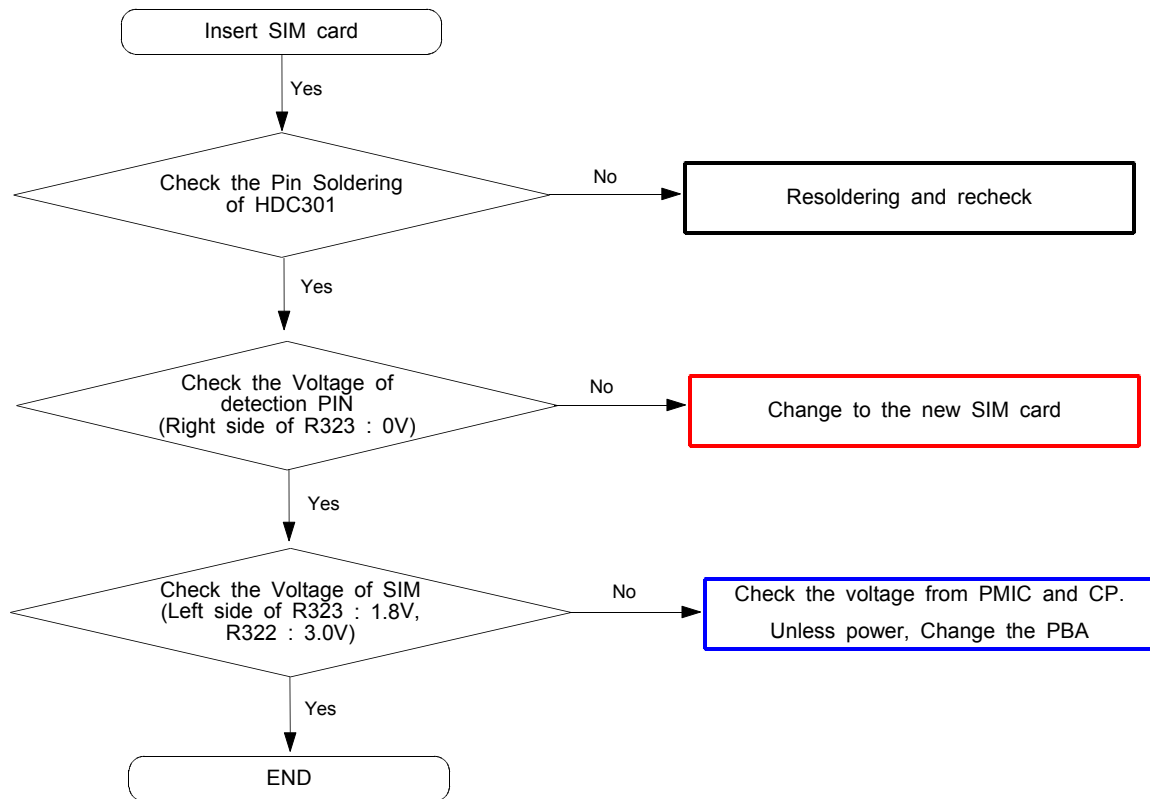 Insert SIM card
Yes
Check the Pin Soldering
of HDC301
No
Resoldering and recheck
Yes
Check the Voltage of
detection PIN
(Right side of R323 : 0V)
No
Change to the new SIM card
Yes
Check the Voltage of SIM
(Left side of R323 : 1.8V,
R322 : 3.0V)
No
Check the voltage from PMIC and CP.
Unless power, Change the PBA
Yes
END